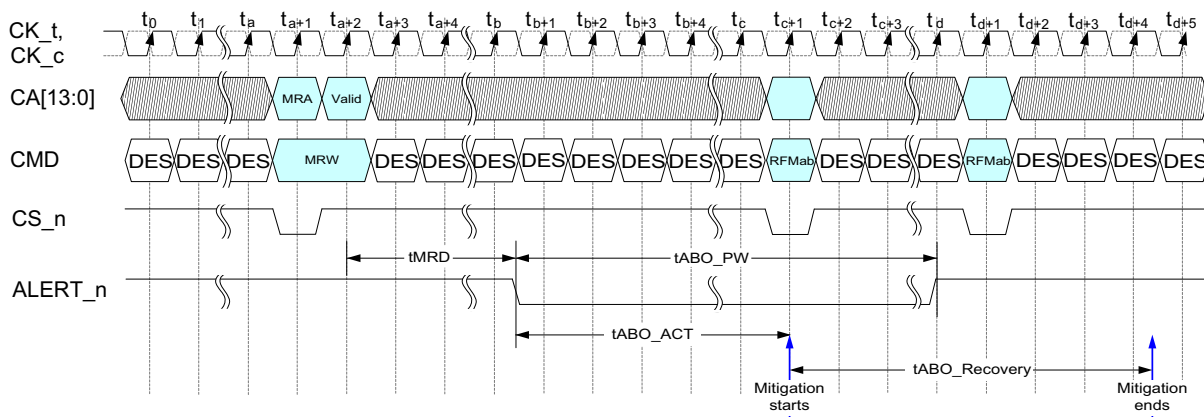 t0 t1 ta ta+1 ta+2 ta+3 ta+4 tb tb+1 tb+2 tb+3 tb+4 tc tc+1 tc+2 tc+3 td td+1 td+2 td+3 td+4 td+5
CK_t,
CK_c
CA[13:0] MRA Valid
CMD DES DES DES MRW DES DES DES DES DES DES DES DES RFMab DES DES DES RFMab DES DES DES DES
CS_n
tMRD tABO_PW
ALERT_n
tABO_ACT
tABO_Recovery
Mitigation
starts
Mitigation
ends